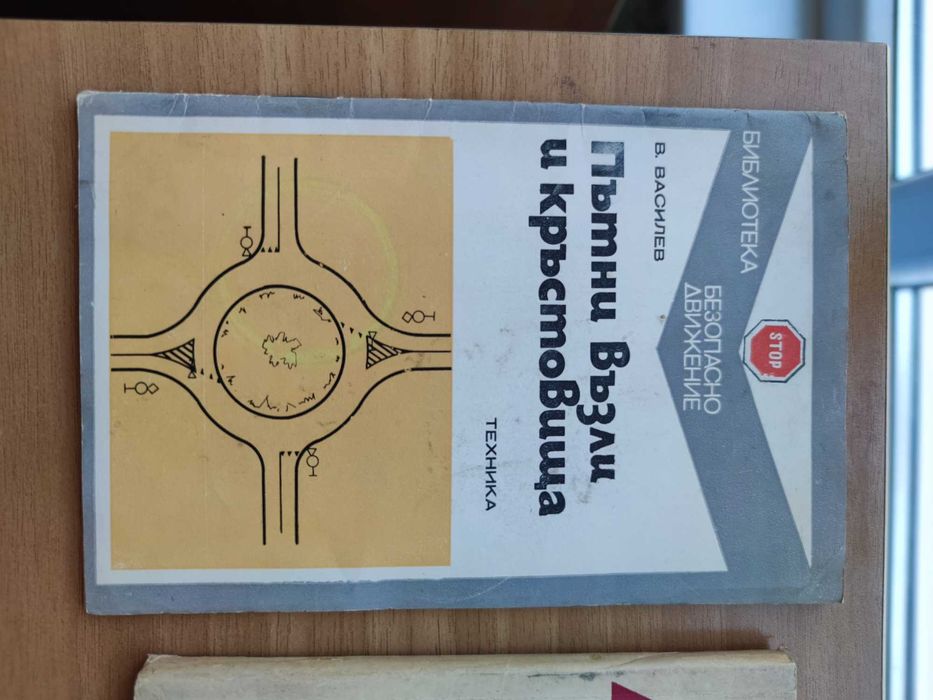 БИБЛИОТЕКА
STOP
БЕЗОПАСНО
ДВИЖЕНИЕ
В. ВАСИЛЕВ
Пътни възли
и кръстовища
ТЕХНИКА